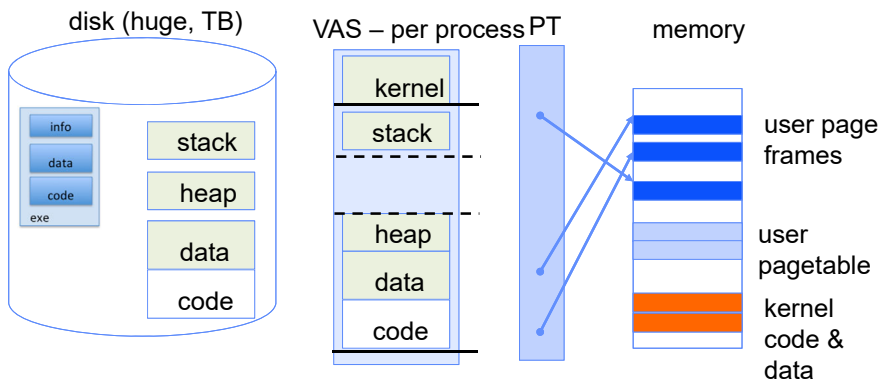 disk (huge, TB)
info
data
code
exe
stack
heap
data
code
VAS – per process
kernel
stack
heap
data
code
PT
memory
user page
frames
user
pagetable
kernel
code &
data